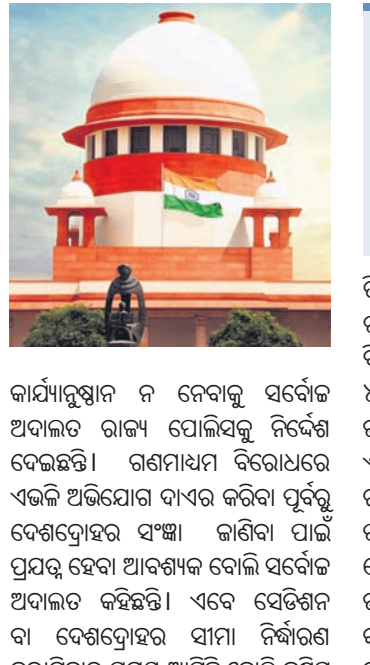 କାର୍ଯ୍ୟାନୁଷ୍ଠାନ ନ ନେବାକୁ ସର୍ବୋଚ୍ଚ
ଅଦାଲତ ରାଜ୍ୟ ପୋଲିସକୁ ନିର୍ଦ୍ଦେଶ
ଦେଇଛନ୍ତି। ଗଣମାଧ୍ୟମ ବିରୋଧରେ
ଏଭଳି ଅଭିଯୋଗ ଦାଏର କରିବା ପୂର୍ବରୁ
ଦେଶଦ୍ରୋହର ସଂଜ୍ଞା ଜାଣିବା ପାଇଁ
ପ୍ରଯତ୍ନ ହେବା ଆବଶ୍ୟକ ବୋଲି ସର୍ବୋଚ୍ଚ
ଅଦାଲତ କହିଛନ୍ତି। ଏବେ ସେଡିଶନ
ବା ଦେଶଦ୍ରୋହର ସୀମା ନିର୍ଦ୍ଧାରଣ